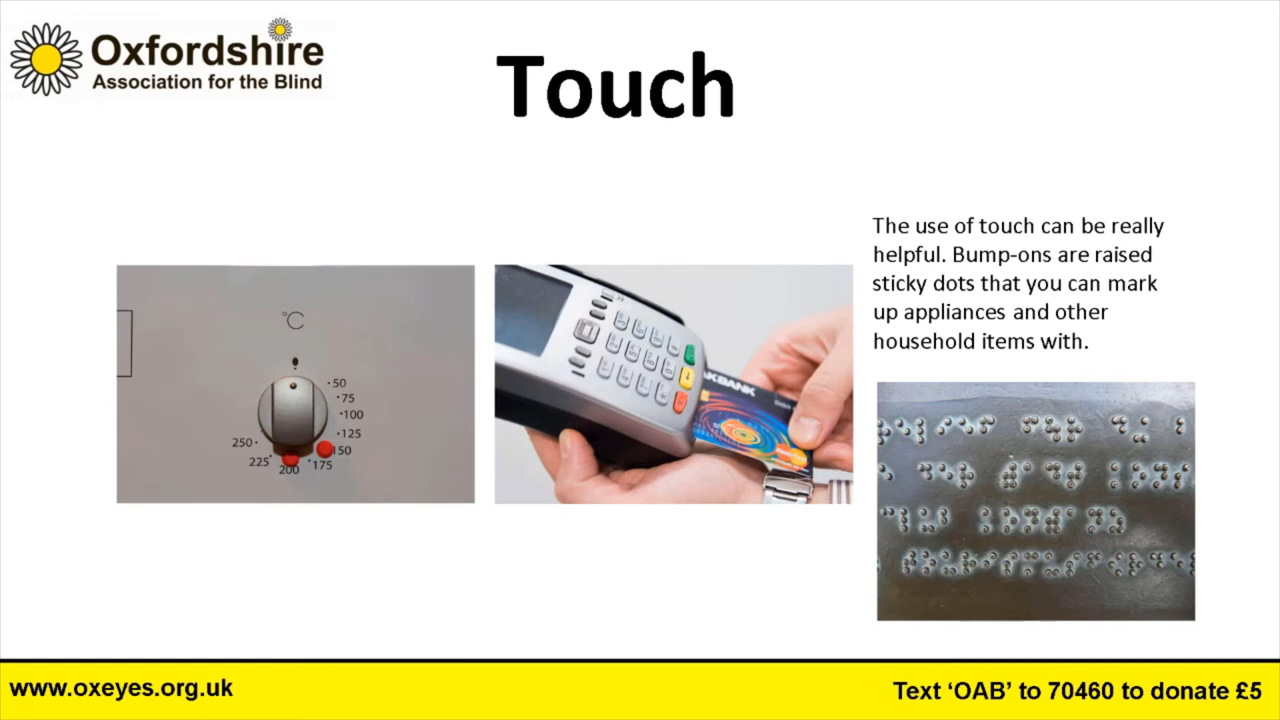 Oxfordshire
Association for the Blind
Touch
The use of touch can be really
helpful. Bump-ons are raised
sticky dots that you can mark
up appliances and other
household items with.
°C
50
75
100
125
150
175
200
225
250
AKBANK
www.oxeyes.org.uk
Text ‘OAB’ to 70460 to donate £5